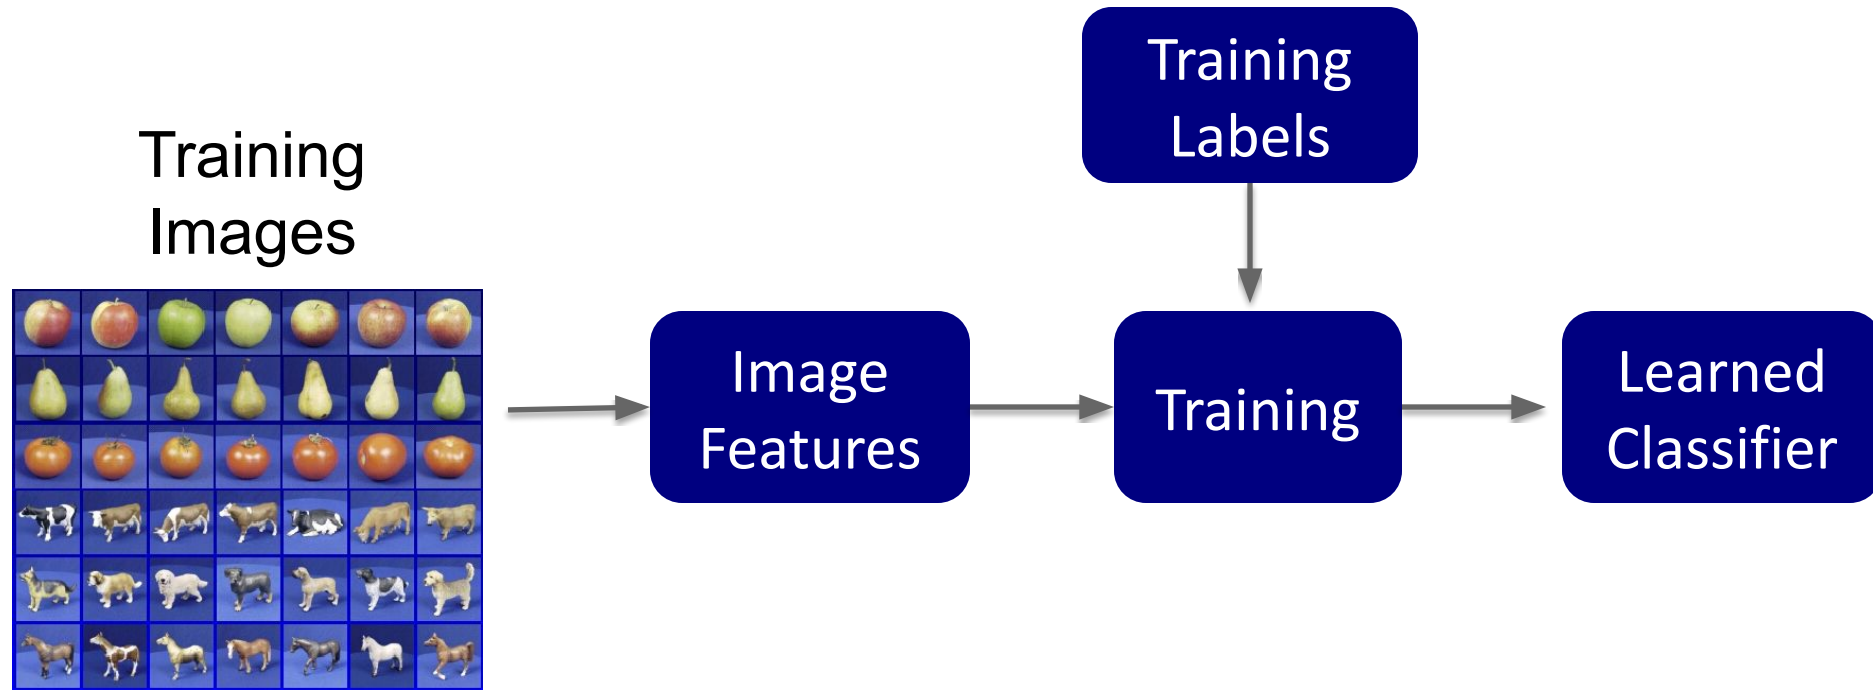 Training
Labels
Training
Images
Image
Features
Training
Learned
Classifier